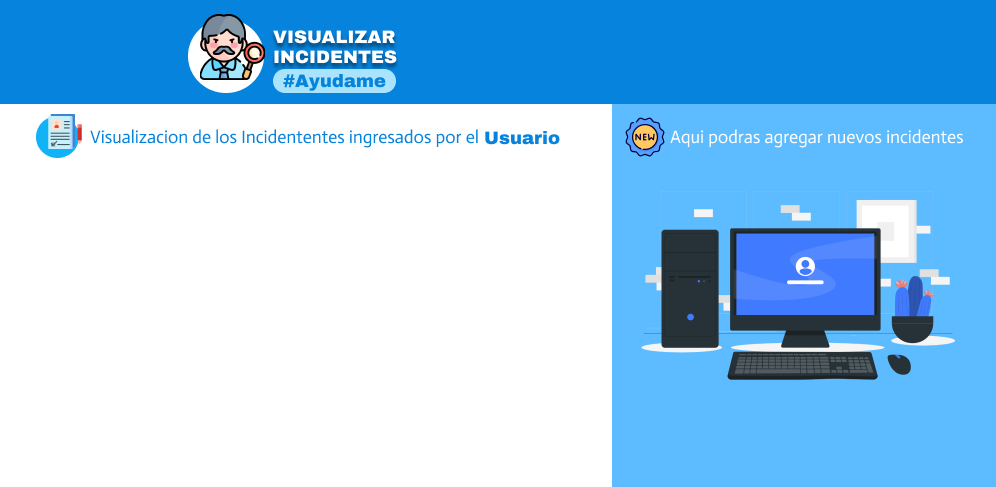 VISUALIZAR
INCIDENTES
#Ayudame
Visualizacion de los Incidententes ingresados por el Usuario
NEW
Aqui podras agregar nuevos incidentes